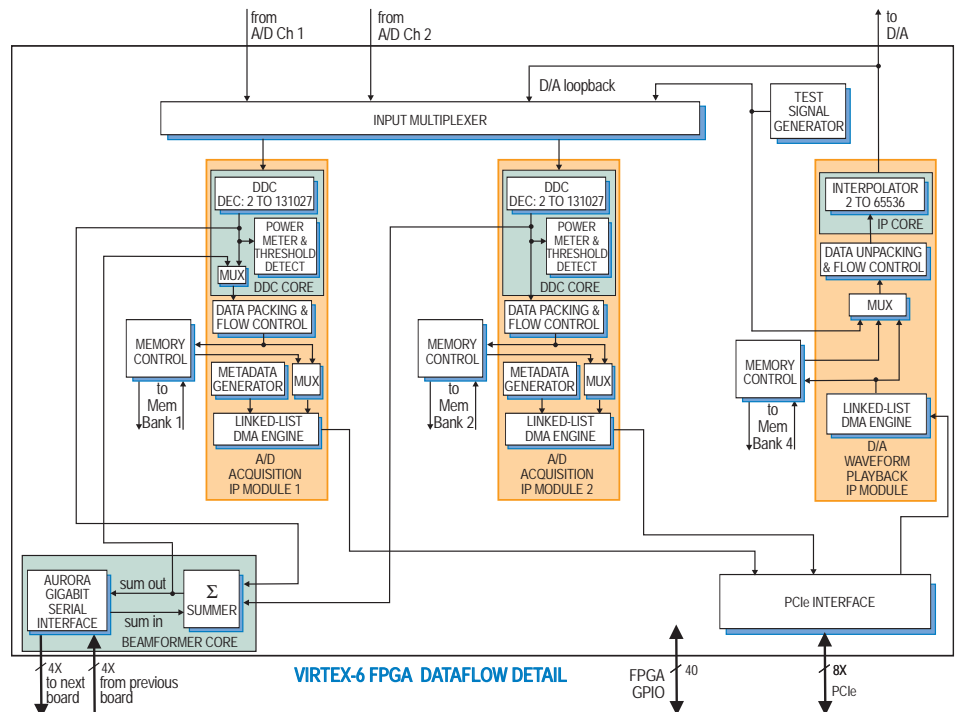 from
A/D Ch 1
from
A/D Ch 2
to
D/A
D/A loopback
INPUT MULTIPLEXER
TEST
SIGNAL
GENERATOR
DDC
DEC: 2 TO 131027
POWER
METER &
THRESHOLD
DETECT
MUX
DDC CORE
DATA PACKING &
FLOW CONTROL
MEMORY
CONTROL
METADATA
GENERATOR
MUX
to
Mem
Bank 1
LINKED-LIST
DMA ENGINE
A/D
ACQUISITION
IP MODULE 1
DDC
DEC: 2 TO 131027
POWER
METER &
THRESHOLD
DETECT
DDC CORE
DATA PACKING &
FLOW CONTROL
MEMORY
CONTROL
METADATA
GENERATOR
MUX
to
Mem
Bank 2
LINKED-LIST
DMA ENGINE
A/D
ACQUISITION
IP MODULE 2
INTERPOLATOR
2 TO 65536
IP CORE
DATA UNPACKING
& FLOW CONTROL
MUX
MEMORY
CONTROL
to
Mem
Bank 4
LINKED-LIST
DMA ENGINE
D/A
WAVEFORM
PLAYBACK
IP MODULE
AURORA
GIGABIT
SERIAL
INTERFACE
sum out
sum in
Σ
SUMMER
BEAMFORMER CORE
PCIe INTERFACE
4X
to next
board
4X
from previous
board
VIRTEX-6 FPGA DATAFLOW DETAIL
FPGA
GPIO
40
8X
PCIe